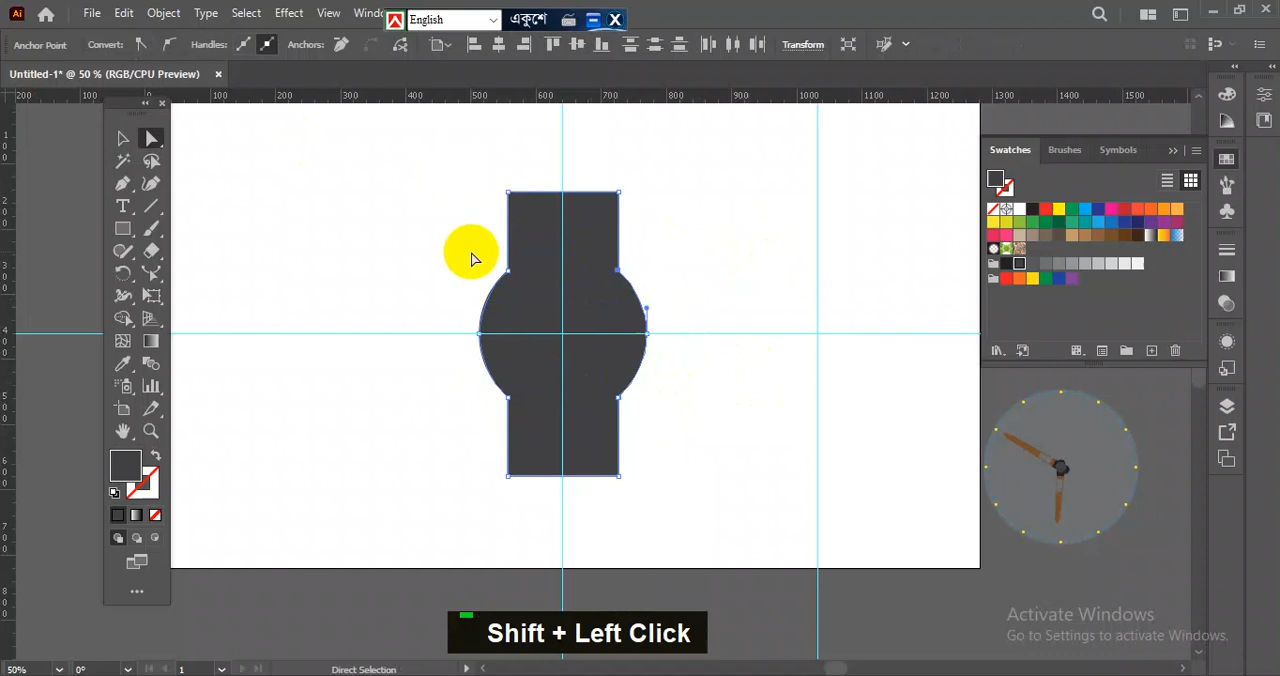 Ai File Edit Object Type Select Effect View Wind
English একুশে X
Anchor Point Convert: Handles: Anchors: Transform
Untitled-1* @ 50 % (RGB/CPU Preview) ×
200 100 0 100 200 300 400 500 600 700 800 900 1000 1100 1200 1300 1400 1500
Swatches Brushes Symbols
Shift + Left Click
Activate Windows
Go to Settings to activate Windows.
50% 0° 1 Direct Selection